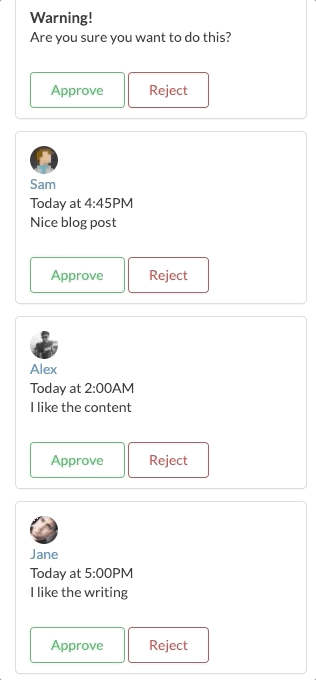 Warning!
Are you sure you want to do this?
Approve Reject
Sam
Today at 4:45PM
Nice blog post
Approve Reject
Alex
Today at 2:00AM
I like the content
Approve Reject
Jane
Today at 5:00PM
I like the writing
Approve Reject